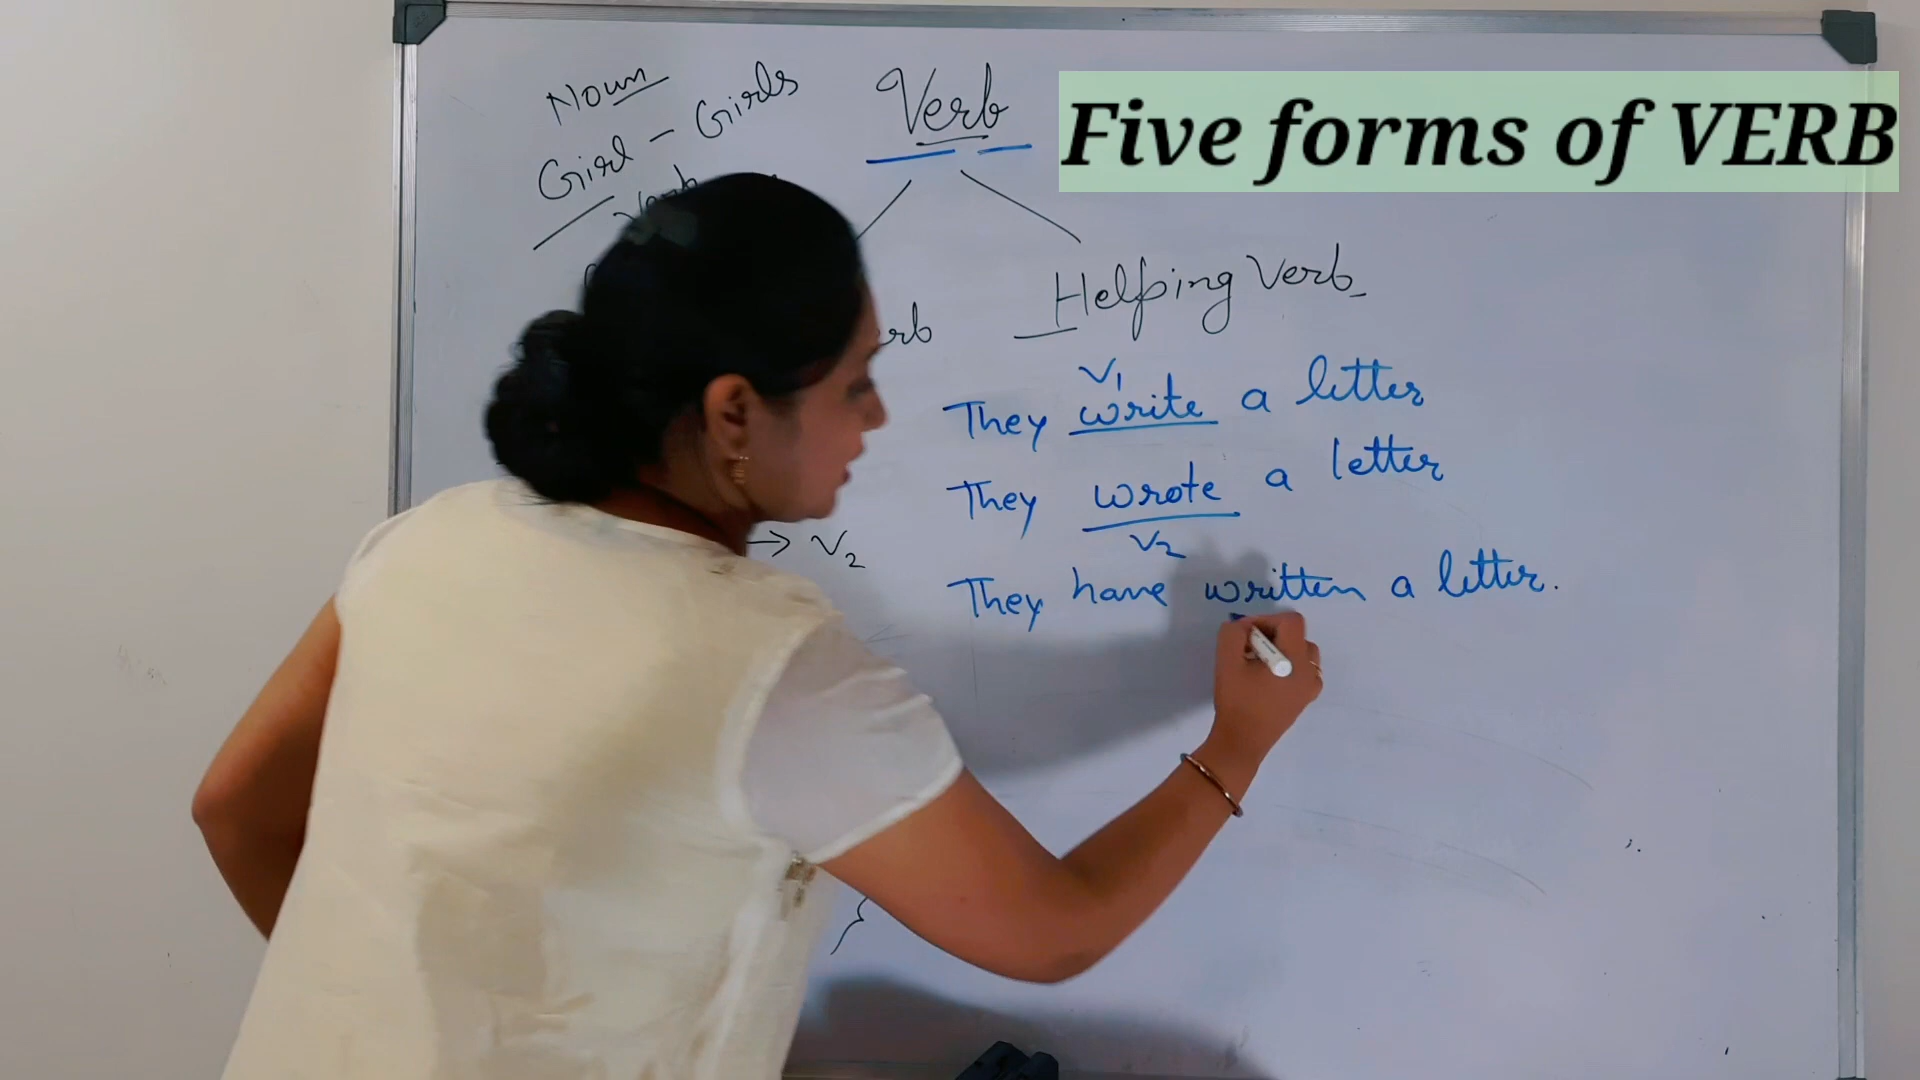 Noun
Girl - Girls
Verb
Five forms of VERB
Helping Verb
V1
They write a letter
They wrote a letter
V2
→ V2
They have written a letter.